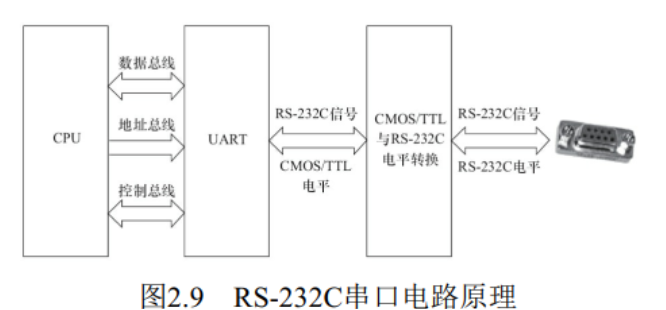 数据总线
地址总线
控制总线
CPU
UART
RS-232C信号
CMOS/TTL
电平
CMOS/TTL
与RS-232C
电平转换
RS-232C信号
RS-232C电平
图2.9 RS-232C串口电路原理